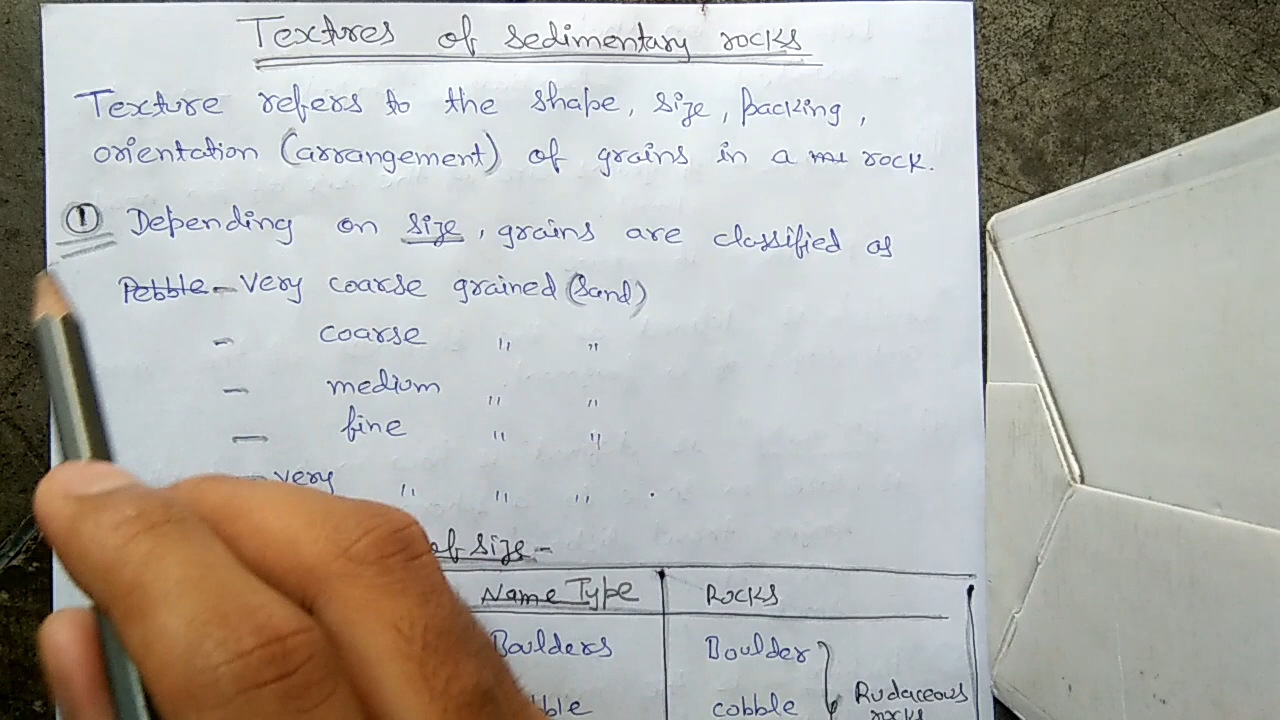 Textures of sedimentary rocks
Texture refers to the shape, size, packing,
orientation (arrangement) of grains in a rock.
① Depending on size, grains are classified as
Pebble - Very coarse grained (Sand)
- coarse " "
- medium " "
- fine " "
- very " " "
of size -
Name Type Rocks
Boulders Boulder
cobble Rudaceous
rocks